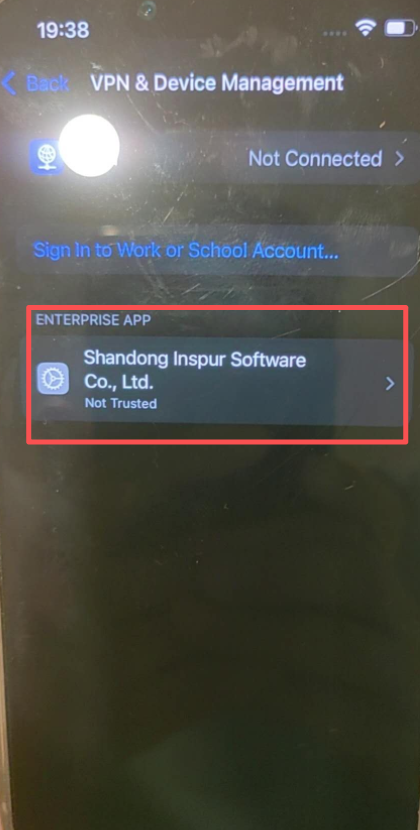 19:38
Back
VPN & Device Management
Not Connected
Sign In to Work or School Account...
ENTERPRISE APP
Shandong Inspur Software
Co., Ltd.
Not Trusted